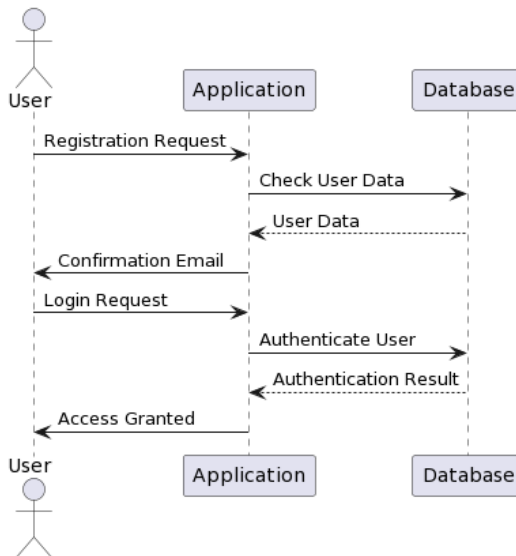 User
Application
Database
Registration Request
Check User Data
User Data
Confirmation Email
Login Request
Authenticate User
Authentication Result
Access Granted
User
Application
Database